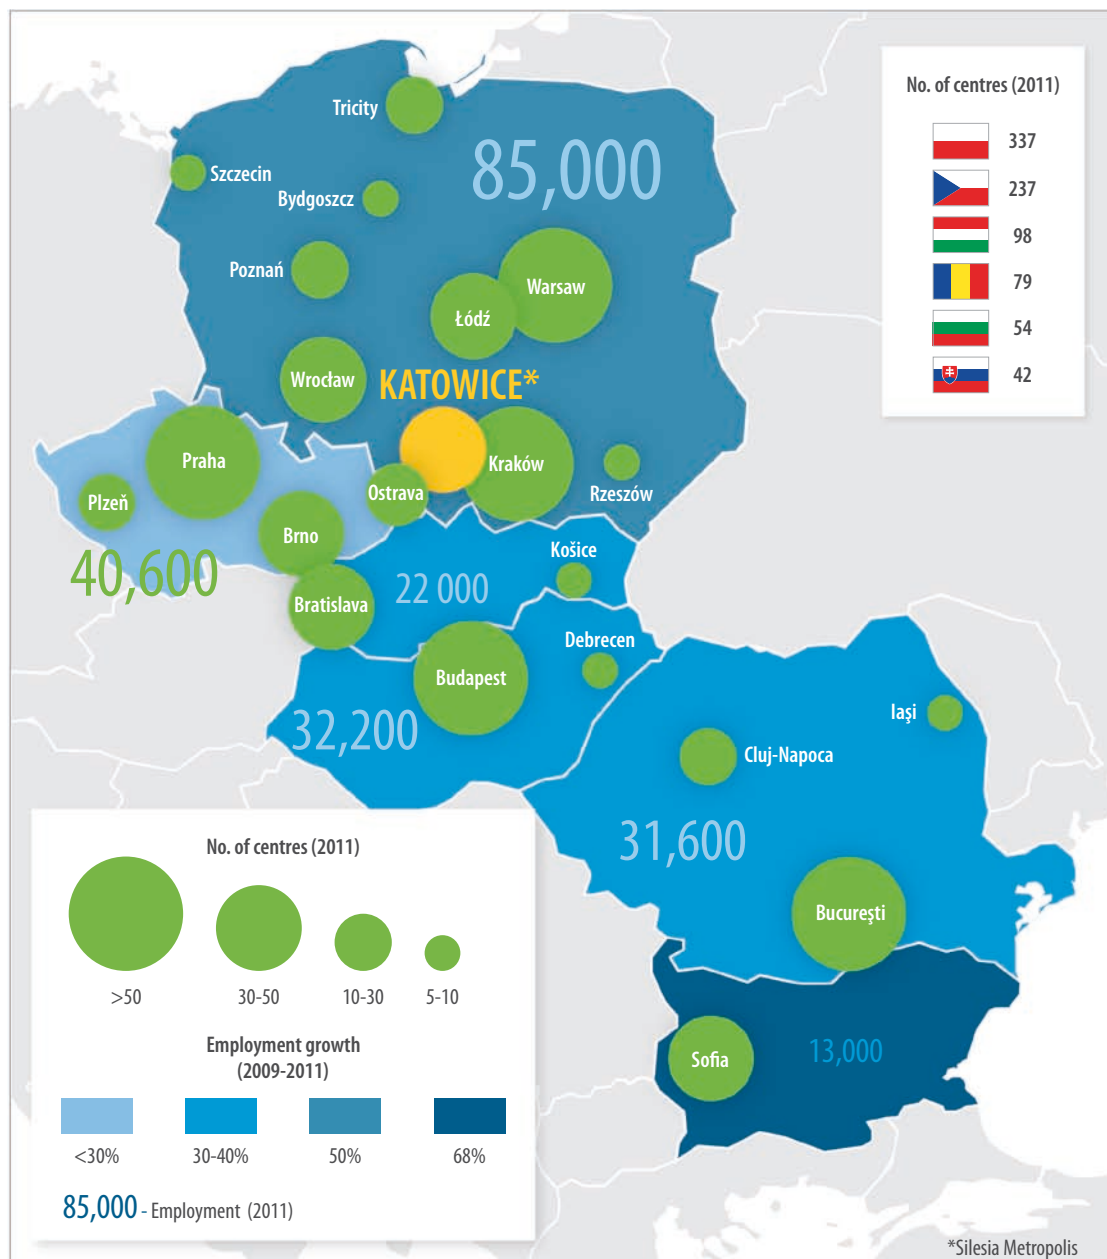 No. of centres (2011)
337
237
98
79
54
42
Tricity
85,000
Szczecin
Bydgoszcz
Poznań
Warsaw
Łódź
Wrocław
KATOWICE*
Praha
Kraków
Ostrava
Rzeszów
Plzeň
Brno
40,600
Košice
22 000
Bratislava
Debrecen
Budapest
32,200
Iaşi
Cluj-Napoca
31,600
Bucureşti
Sofia
13,000
No. of centres (2011)
>50
30-50
10-30
5-10
Employment growth
(2009-2011)
<30%
30-40%
50%
68%
85,000 - Employment (2011)
*Silesia Metropolis